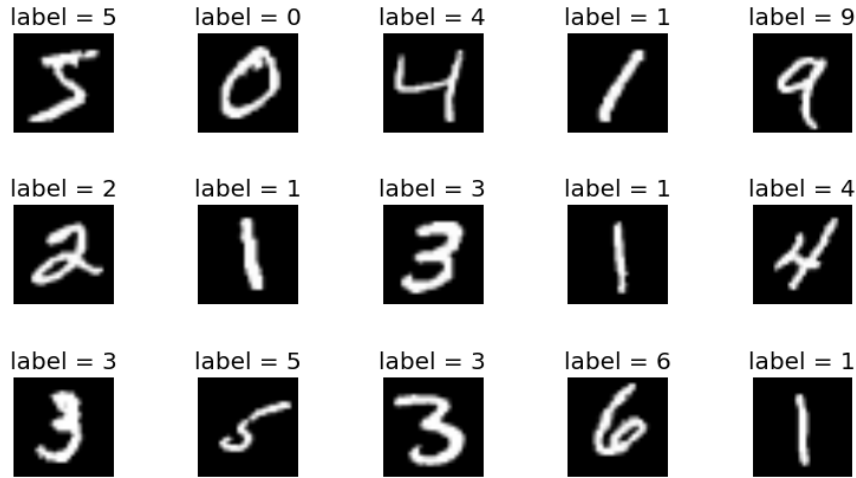 label = 5 label = 0 label = 4 label = 1 label = 9
5 0 4 1 9
label = 2 label = 1 label = 3 label = 1 label = 4
2 1 3 1 4
label = 3 label = 5 label = 3 label = 6 label = 1
3 5 3 6 1